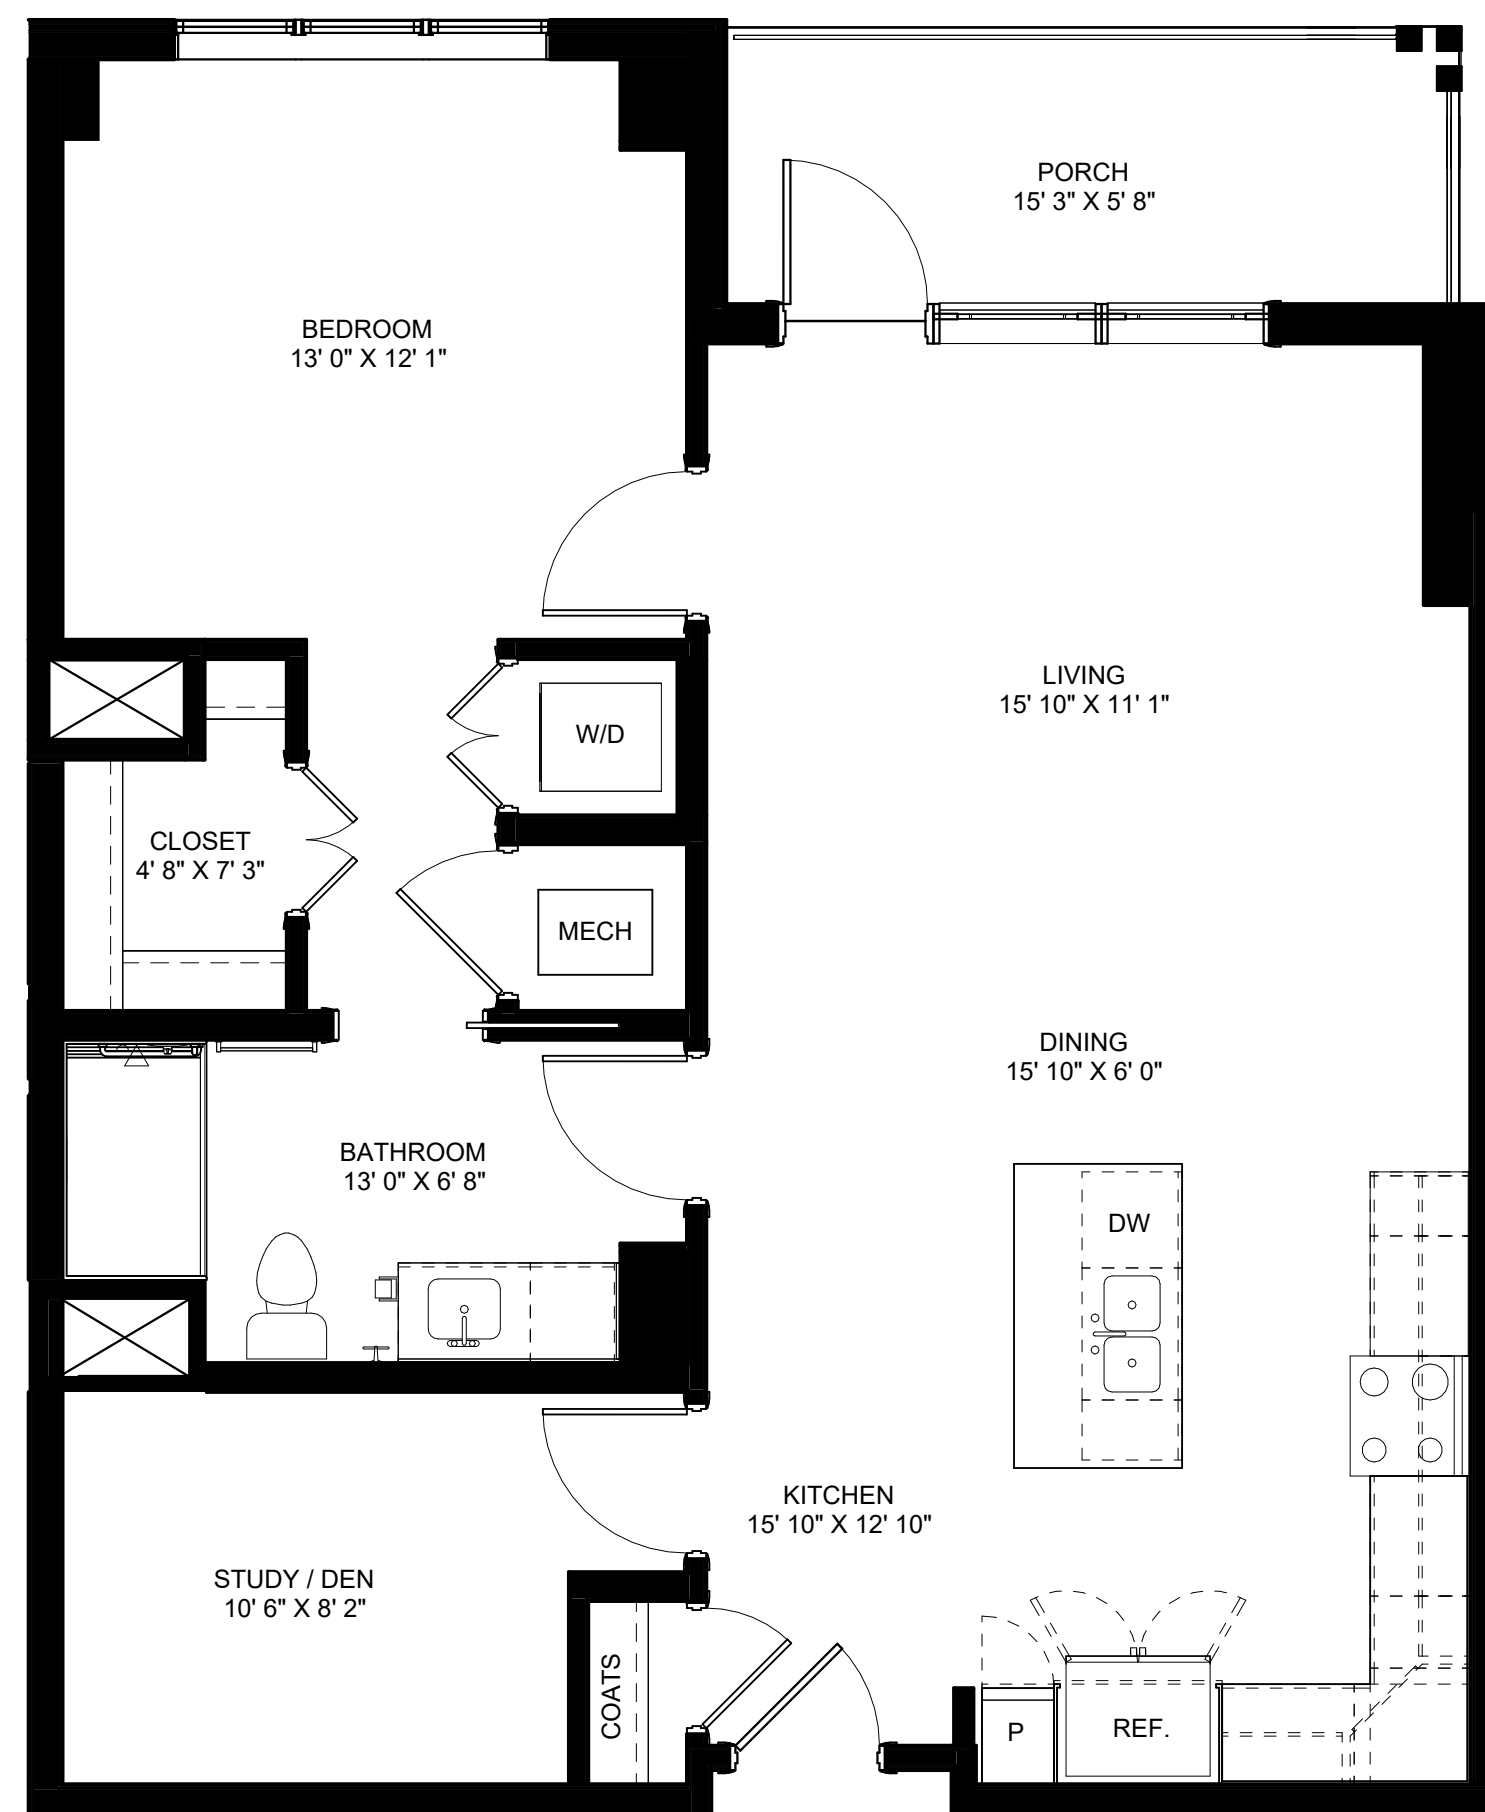 PORCH
15' 3" X 5' 8"
BEDROOM
13' 0" X 12' 1"
LIVING
15' 10" X 11' 1"
W/D
CLOSET
4' 8" X 7' 3"
MECH
DINING
15' 10" X 6' 0"
BATHROOM
13' 0" X 6' 8"
DW
KITCHEN
15' 10" X 12' 10"
STUDY / DEN
10' 6" X 8' 2"
COATS
P
REF.